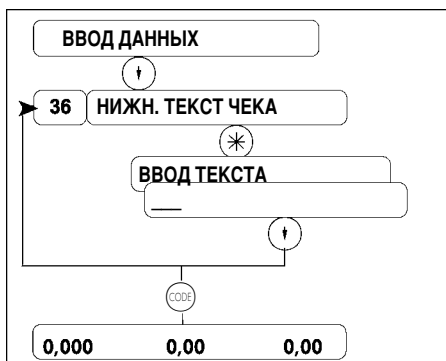 ВВОД ДАННЫХ
36 НИЖН. ТЕКСТ ЧЕКА
ВВОД ТЕКСТА
CODE
0,000 0,00 0,00